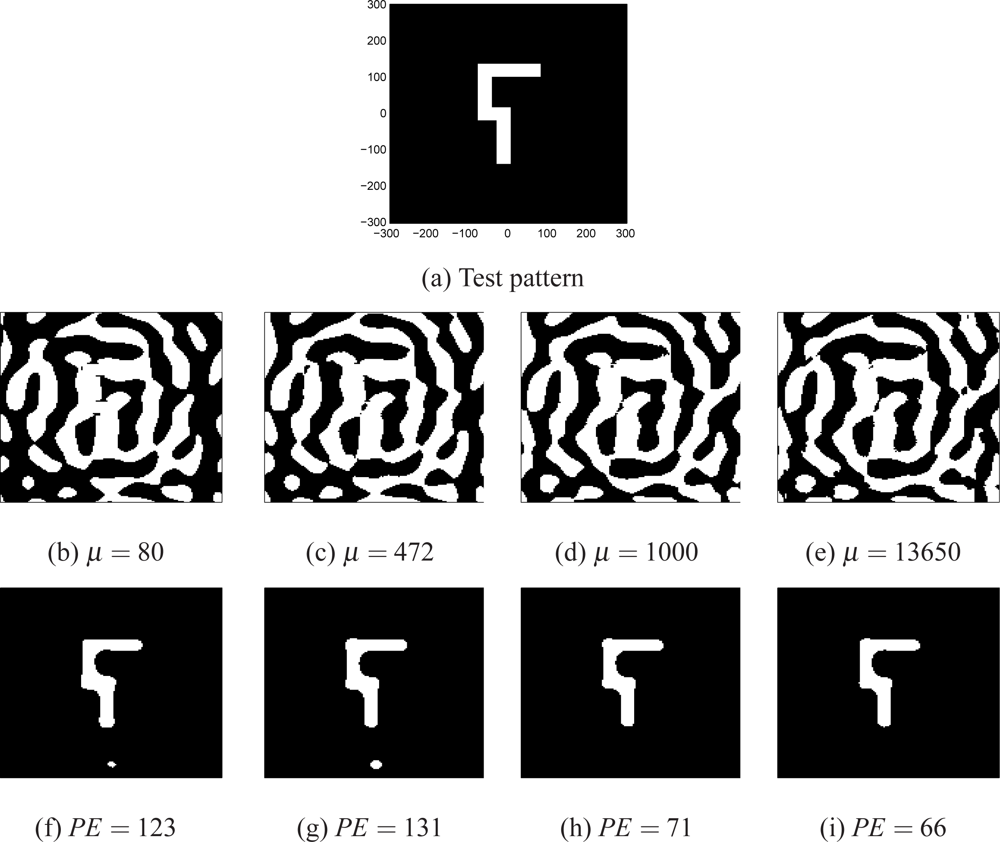 300
200
100
0
−100
−200
−300
−300 −200 −100 0 100 200 300
(a) Test pattern
(b) μ = 80 (c) μ = 472 (d) μ = 1000 (e) μ = 13650
(f) PE = 123 (g) PE = 131 (h) PE = 71 (i) PE = 66